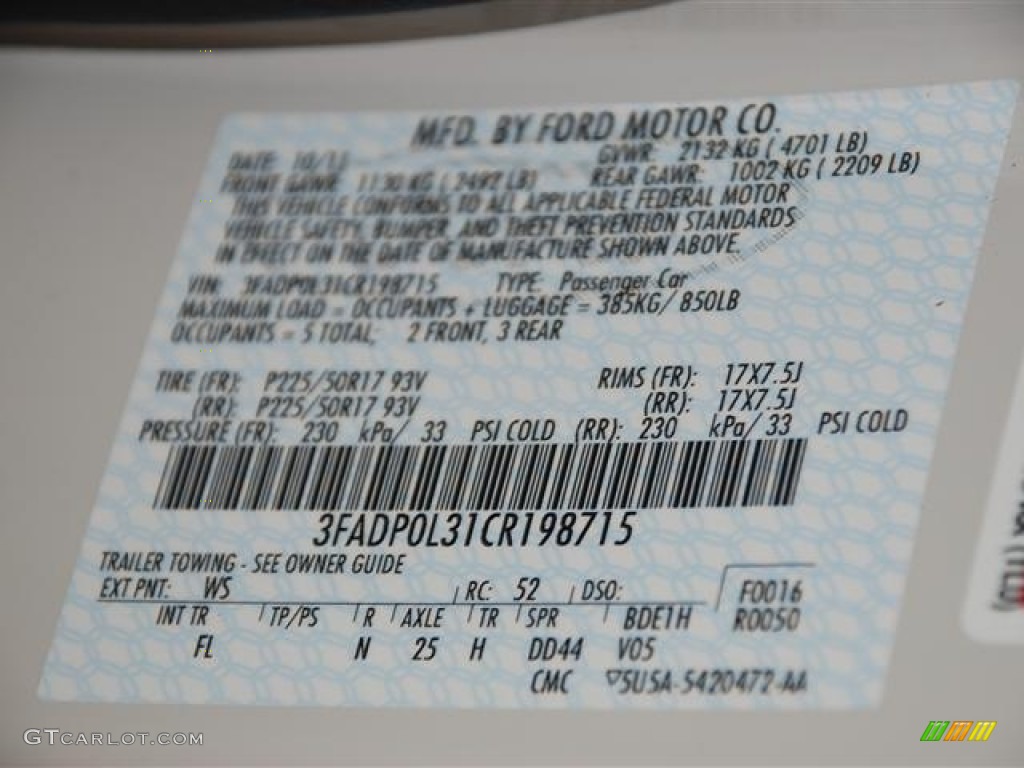 MFD. BY FORD MOTOR CO.
DATE: 10/11 GVWR: 2132 KG ( 4701 LB)
FRONT GAWR: 1130 KG ( 2492 LB) REAR GAWR: 1002 KG ( 2209 LB)
THIS VEHICLE CONFORMS TO ALL APPLICABLE FEDERAL MOTOR
VEHICLE SAFETY, BUMPER, AND THEFT PREVENTION STANDARDS
IN EFFECT ON THE DATE OF MANUFACTURE SHOWN ABOVE.
VIN: 3FADP0L31CR198715 TYPE: Passenger Car
MAXIMUM LOAD = OCCUPANTS + LUGGAGE = 385KG/ 850LB
OCCUPANTS = 5 TOTAL; 2 FRONT, 3 REAR
TIRE (FR): P225/50R17 93V RIMS (FR): 17X7.5J
(RR): P225/50R17 93V (RR): 17X7.5J
PRESSURE (FR): 230 kPa/ 33 PSI COLD (RR): 230 kPa/ 33 PSI COLD
3FADP0L31CR198715
TRAILER TOWING - SEE OWNER GUIDE
EXT PNT: WS RC: 52 DSO: F0016
INT TR TP/PS R AXLE TR SPR BDE1H R0050
FL N 25 H DD44 V05
CMC ▽5U5A-5420472-AA
GTCARLOT.COM